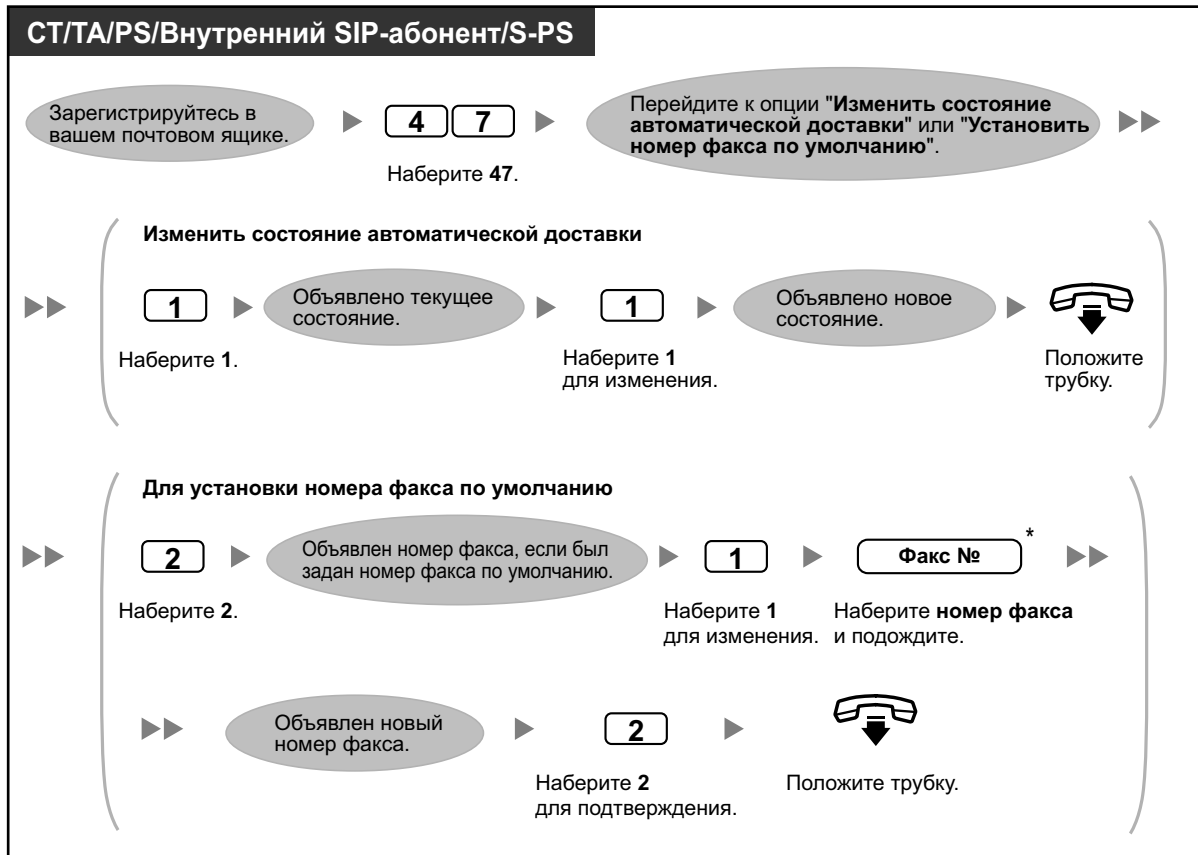 СТ/ТА/PS/Внутренний SIP-абонент/S-PS
Зарегистрируйтесь в
вашем почтовом ящике.
4 7
Наберите 47.
Перейдите к опции "Изменить состояние
автоматической доставки" или "Установить
номер факса по умолчанию".
Изменить состояние автоматической доставки
1
Наберите 1.
Объявлено текущее
состояние.
1
Наберите 1
для изменения.
Объявлено новое
состояние.
Положите
трубку.
Для установки номера факса по умолчанию
2
Наберите 2.
Объявлен номер факса, если был
задан номер факса по умолчанию.
1
Наберите 1
для изменения.
Факс № *
Наберите номер факса
и подождите.
Объявлен новый
номер факса.
2
Наберите 2
для подтверждения.
Положите трубку.